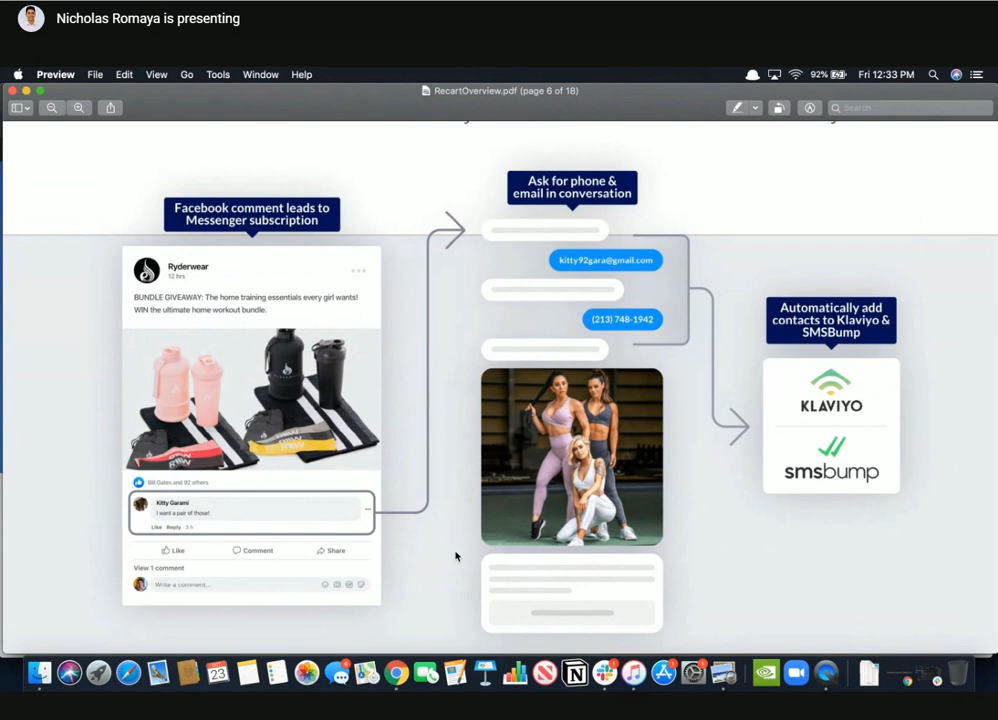 Nicholas Romaya is presenting
Preview File Edit View Go Tools Window Help
92% Fri 12:33 PM
RecartOverview.pdf (page 6 of 18)
Search
Facebook comment leads to
Messenger subscription
Ryderwear
12 hrs
BUNDLE GIVEAWAY: The home training essentials every girl wants!
WIN the ultimate home workout bundle.
Bill Gates and 92 others
Kitty Garami
I want a pair of those!
Like · Reply · 3 h
Like Comment Share
View 1 comment
Write a comment...
Ask for phone &
email in conversation
kitty92gara@gmail.com
(213) 748-1942
Automatically add
contacts to Klaviyo &
SMSBump
KLAVIYO
smsbump